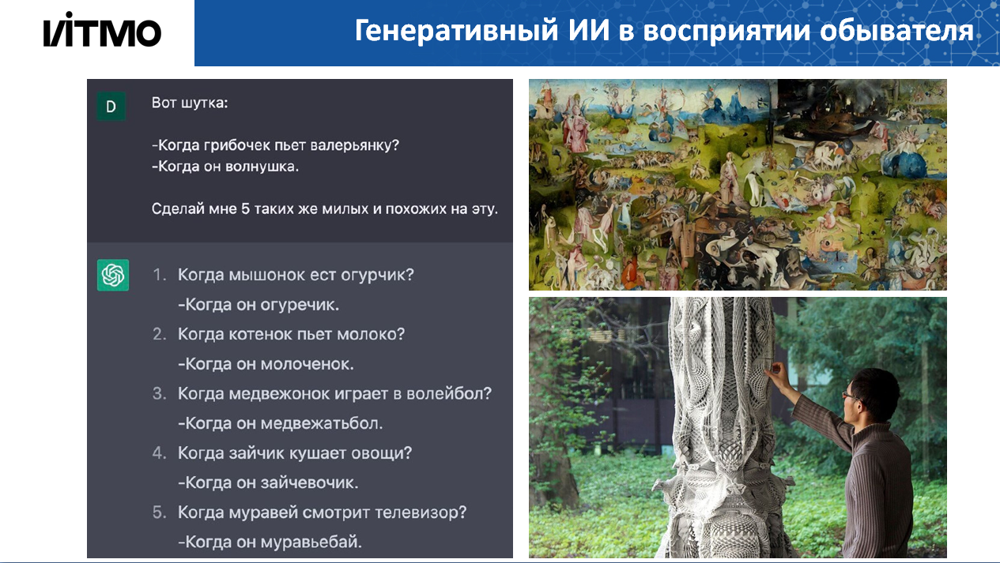 ИТМО
Генеративный ИИ в восприятии обывателя
D
Вот шутка:
-Когда грибочек пьет валерьянку?
-Когда он волнушка.
Сделай мне 5 таких же милых и похожих на эту.
1. Когда мышонок ест огурчик?
-Когда он огуречик.
2. Когда котенок пьет молоко?
-Когда он молоченок.
3. Когда медвежонок играет в волейбол?
-Когда он медвежатьбол.
4. Когда зайчик кушает овощи?
-Когда он зайчевочик.
5. Когда муравей смотрит телевизор?
-Когда он муравьебай.